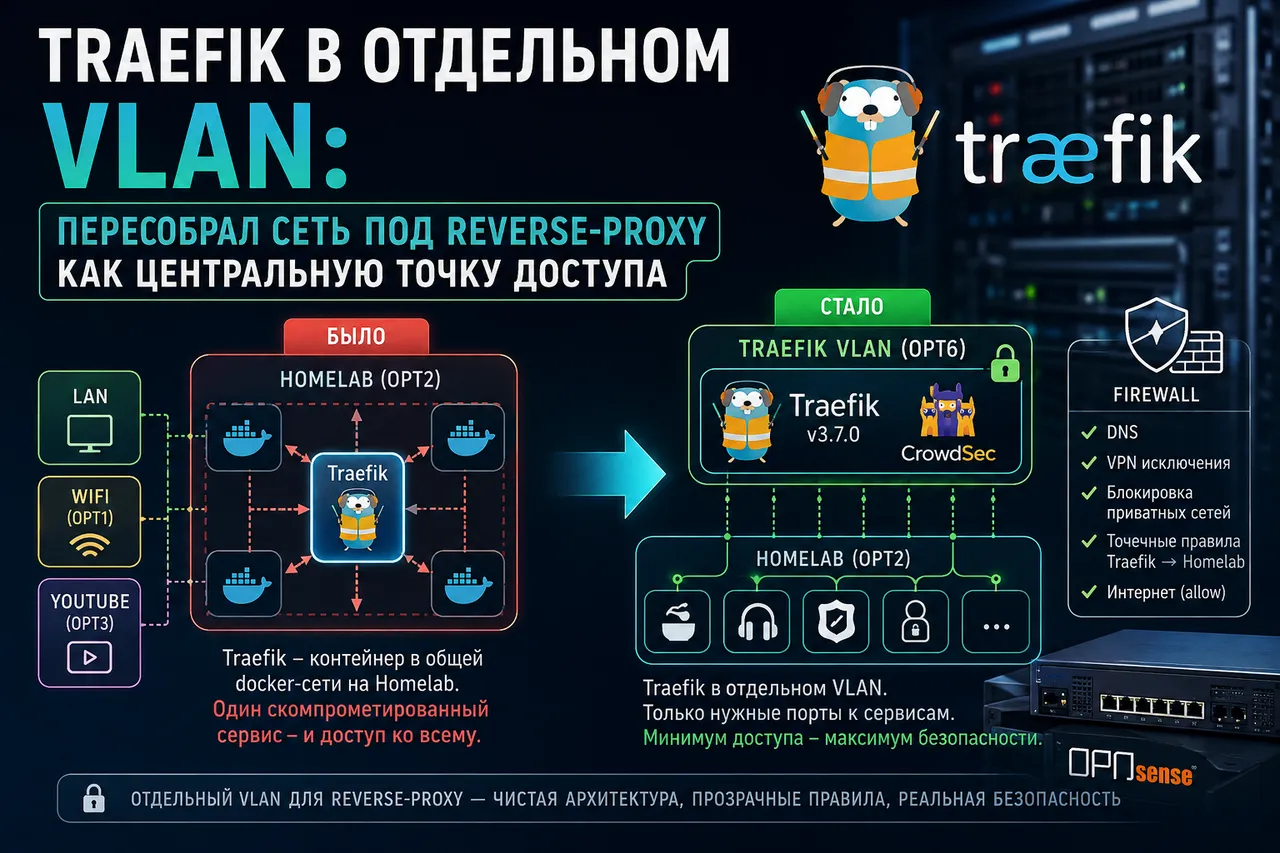 TRAEFIK В ОТДЕЛЬНОМ
VLAN:
ПЕРЕСОБРАЛ СЕТЬ ПОД REVERSE-PROXY
КАК ЦЕНТРАЛЬНУЮ ТОЧКУ ДОСТУПА
træfik
БЫЛО
HOMELAB (OPT2)
LAN
WIFI
(OPT1)
YOUTUBE
(OPT3)
Traefik
Traefik – контейнер в общей
docker-сети на Homelab.
Один скомпрометированный
сервис – и доступ ко всему.
СТАЛО
TRAEFIK VLAN (OPT6)
Traefik
v3.7.0
CrowdSec
HOMELAB (OPT2)
...
Traefik в отдельном VLAN.
Только нужные порты к сервисам.
Минимум доступа – максимум безопасности.
FIREWALL
DNS
VPN исключения
Блокировка
приватных сетей
Точечные правила
Traefik → Homelab
Интернет (allow)
OPNsense®
ОТДЕЛЬНЫЙ VLAN ДЛЯ REVERSE-PROXY — ЧИСТАЯ АРХИТЕКТУРА, ПРОЗРАЧНЫЕ ПРАВИЛА, РЕАЛЬНАЯ БЕЗОПАСНОСТЬ